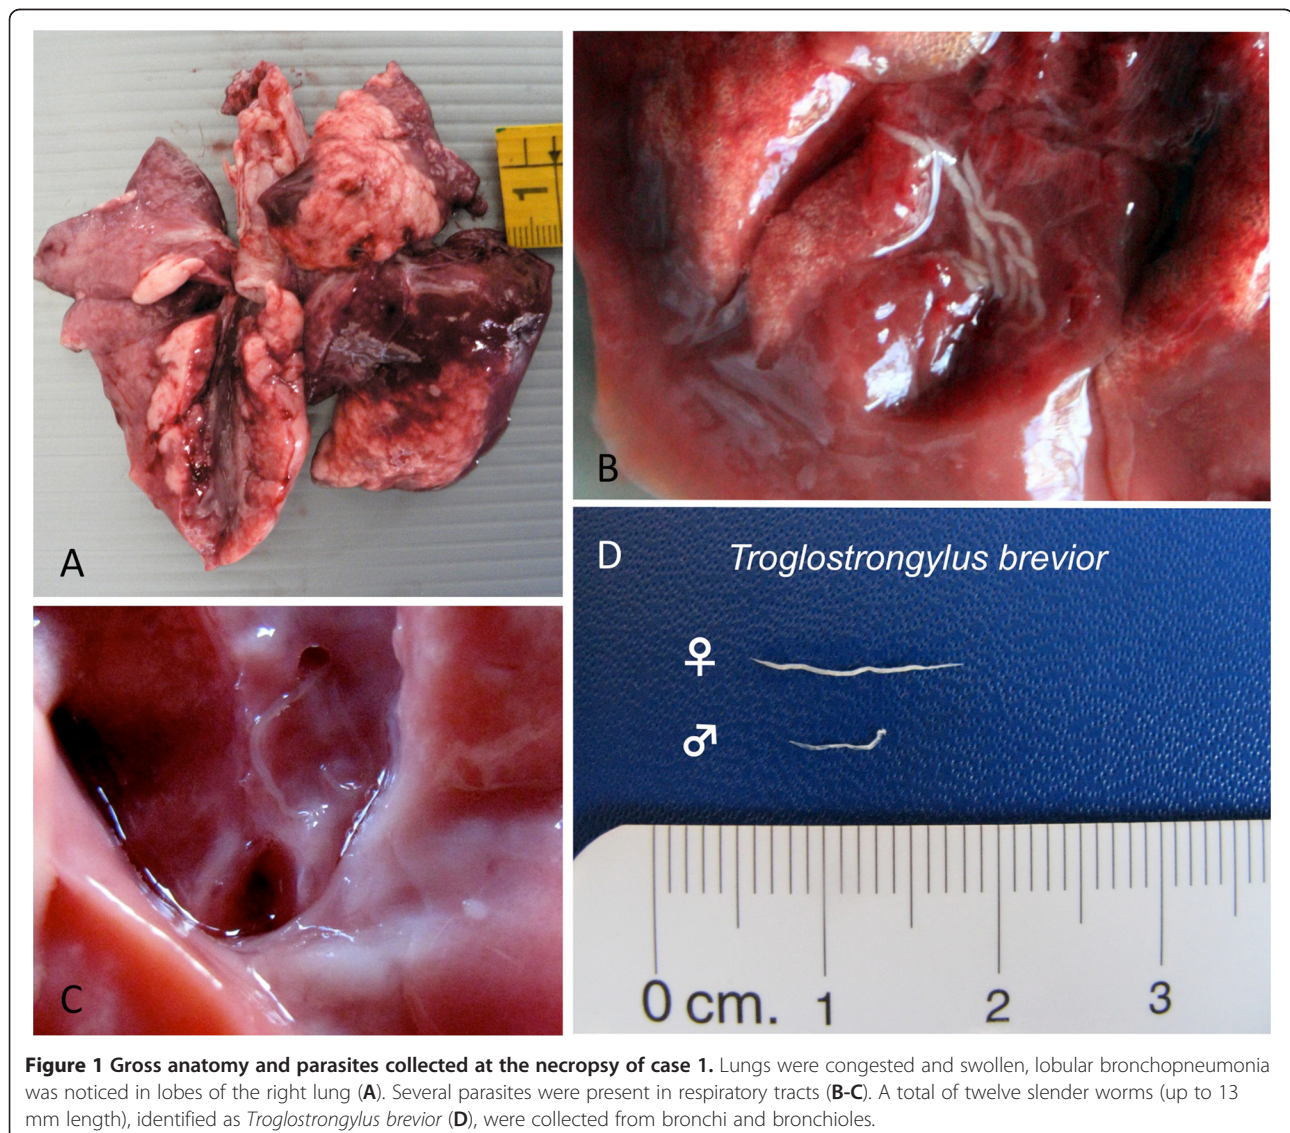 1
A
B
C
D
Troglostrongylus brevior
♀
♂
0 cm. 1 2 3
Figure 1 Gross anatomy and parasites collected at the necropsy of case 1. Lungs were congested and swollen, lobular bronchopneumonia
was noticed in lobes of the right lung (A). Several parasites were present in respiratory tracts (B-C). A total of twelve slender worms (up to 13
mm length), identified as Troglostrongylus brevior (D), were collected from bronchi and bronchioles.